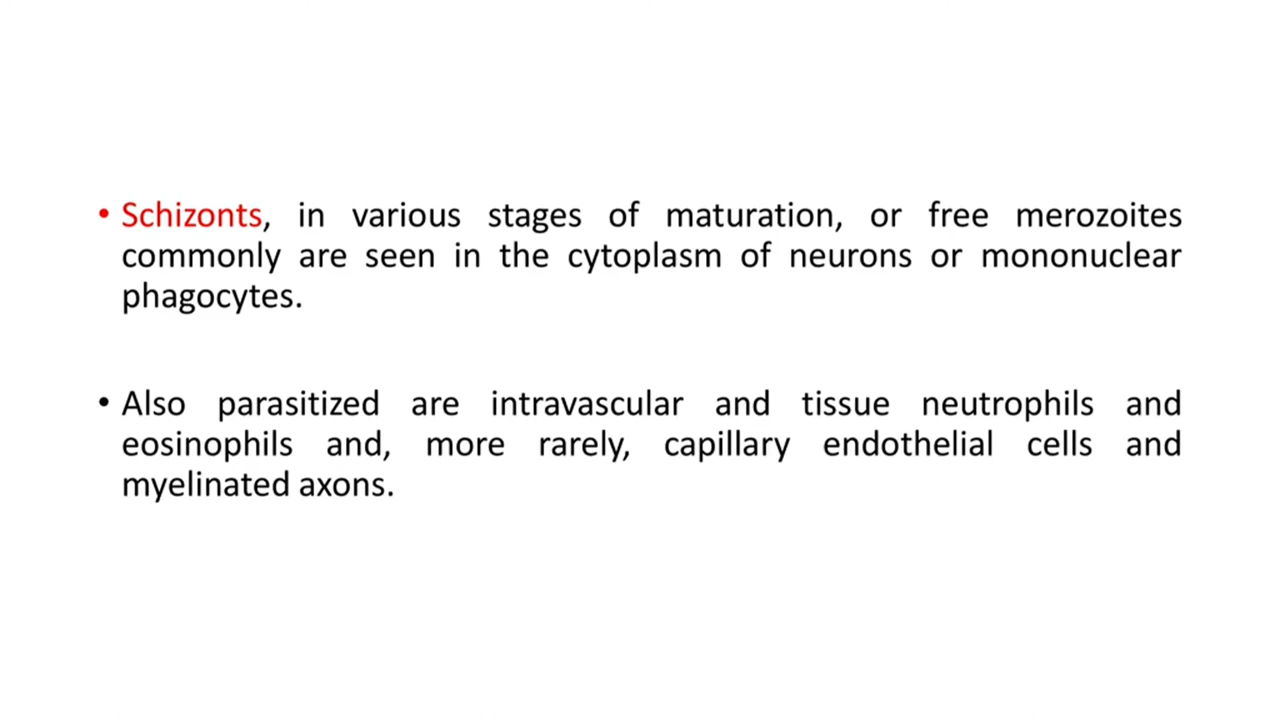 • Schizonts, in various stages of maturation, or free merozoites
commonly are seen in the cytoplasm of neurons or mononuclear
phagocytes.
• Also parasitized are intravascular and tissue neutrophils and
eosinophils and, more rarely, capillary endothelial cells and
myelinated axons.